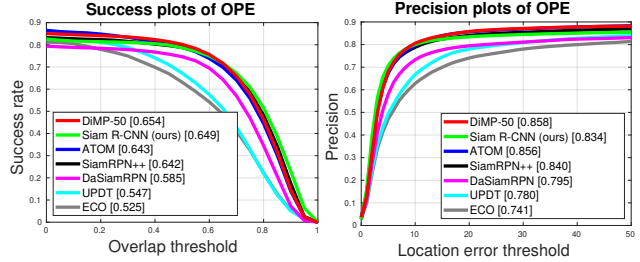 Success plots of OPE
Success rate
0.9
0.8
0.7
0.6
0.5
0.4
0.3
0.2
0.1
0
DiMP-50 [0.654]
Siam R-CNN (ours) [0.649]
ATOM [0.643]
SiamRPN++ [0.642]
DaSiamRPN [0.585]
UPDT [0.547]
ECO [0.525]
0 0.2 0.4 0.6 0.8 1
Overlap threshold
Precision plots of OPE
Precision
0.9
0.8
0.7
0.6
0.5
0.4
0.3
0.2
0.1
0
DiMP-50 [0.858]
Siam R-CNN (ours) [0.834]
ATOM [0.856]
SiamRPN++ [0.840]
DaSiamRPN [0.795]
UPDT [0.780]
ECO [0.741]
0 10 20 30 40 50
Location error threshold